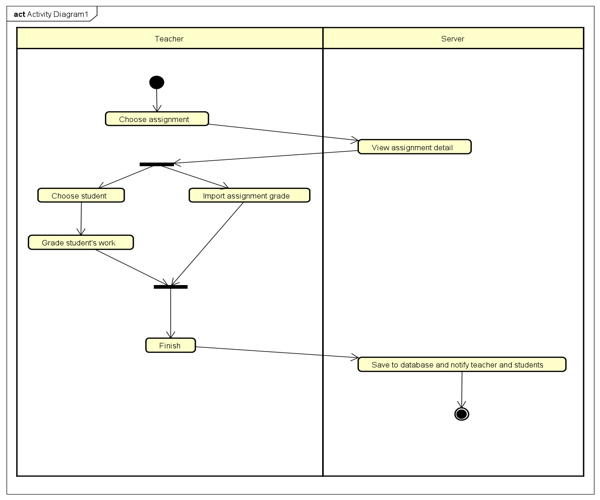 act Activity Diagram1
Teacher
Server
Choose assignment
View assignment detail
Choose student
Import assignment grade
Grade student's work
Finish
Save to database and notify teacher and students